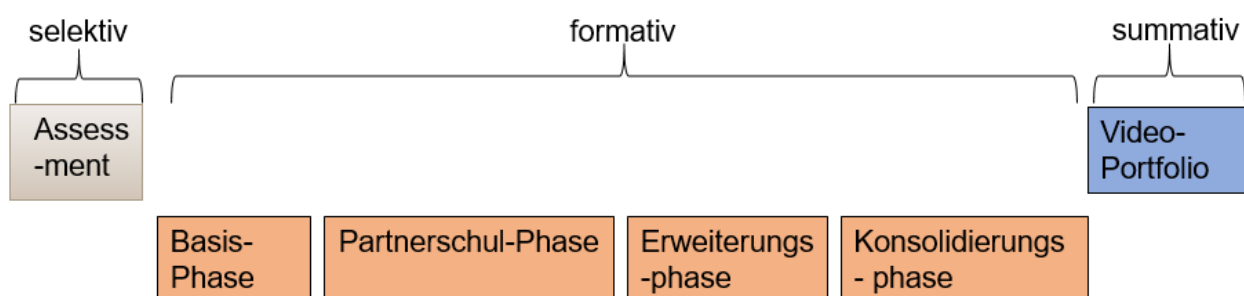 selektiv
formativ
summativ
Assess
-ment
Video-
Portfolio
Basis-
Phase
Partnerschul-Phase
Erweiterungs
-phase
Konsolidierungs
- phase